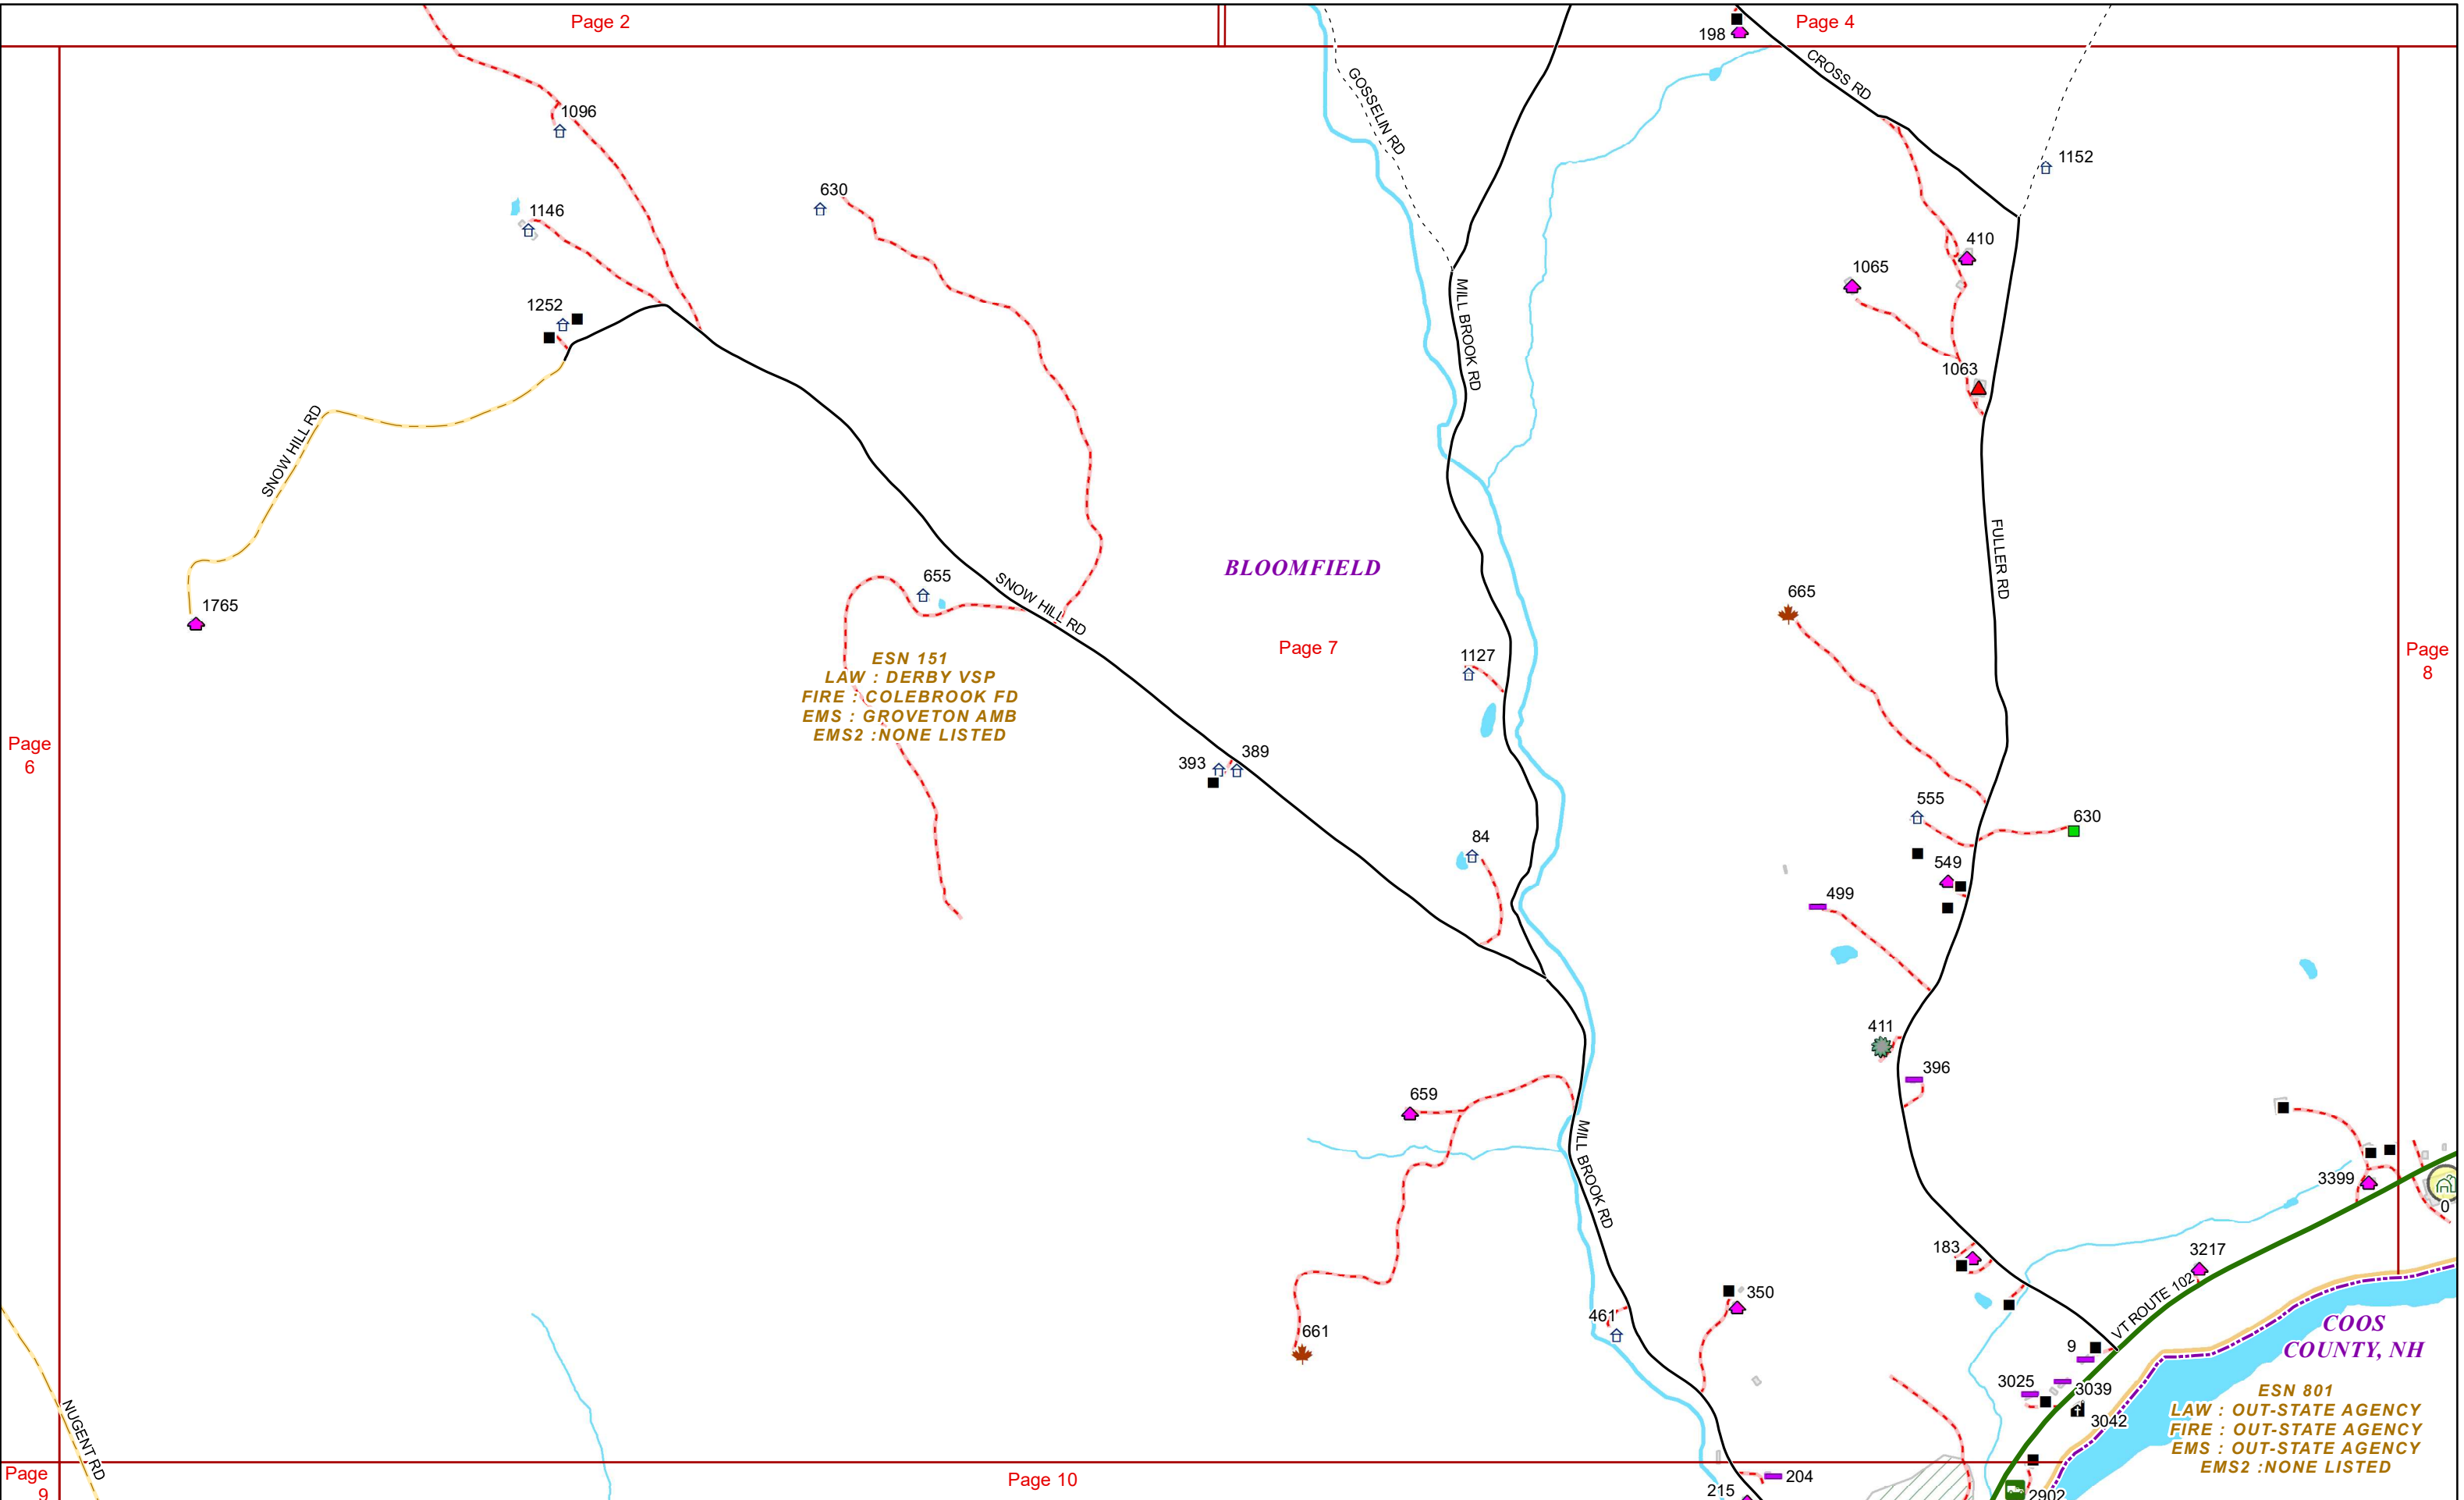 Page 2
Page 4
198
CROSS RD
GOSSELIN RD
1096
1152
630
1146
410
1065
1252
MILL BROOK RD
1063
SNOW HILL RD
FULLER RD
BLOOMFIELD
655
SNOW HILL RD
665
1765
Page 7
Page
8
1127
ESN 151
LAW : DERBY VSP
FIRE : COLEBROOK FD
EMS : GROVETON AMB
EMS2 :NONE LISTED
Page
6
393
389
555
630
84
549
499
411
396
659
MILL BROOK RD
3399
0
183
3217
350
VT ROUTE 102
461
661
COOS
COUNTY, NH
9
3025
3039
3042
NUGENT RD
ESN 801
LAW : OUT-STATE AGENCY
FIRE : OUT-STATE AGENCY
EMS : OUT-STATE AGENCY
EMS2 :NONE LISTED
Page
9
Page 10
204
215
2902